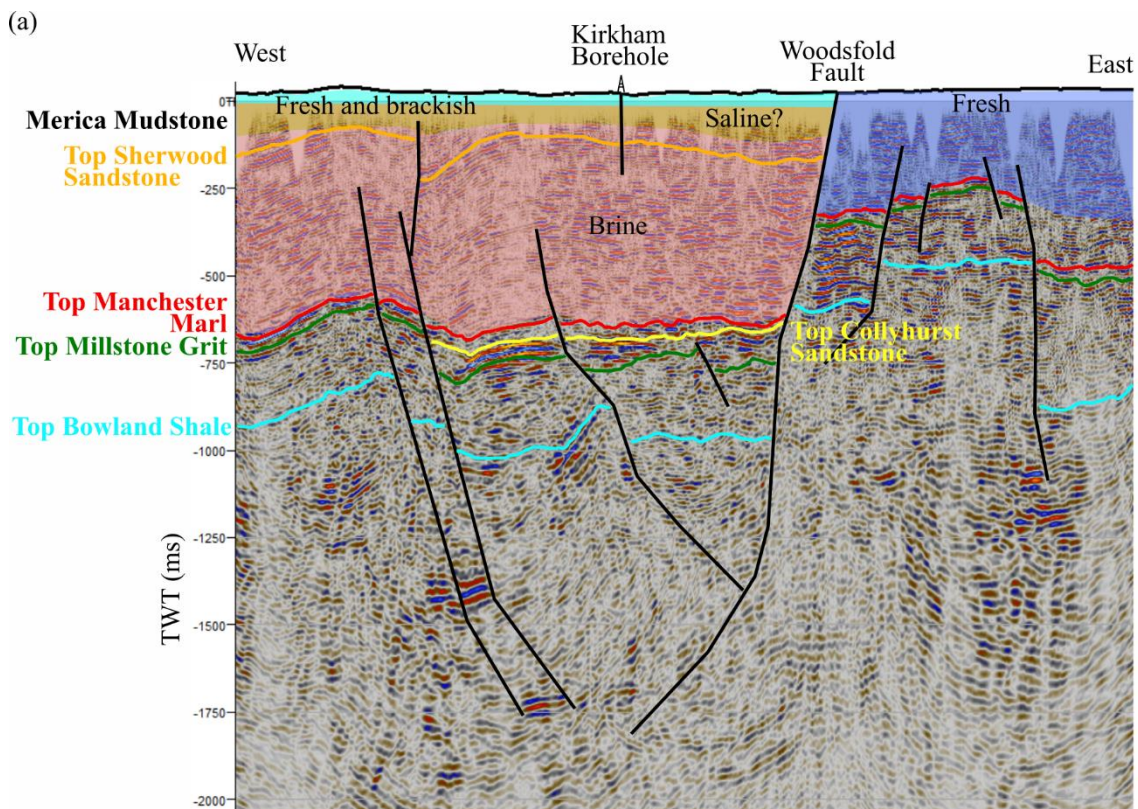 (a)
West
Kirkham
Borehole
Woodsfold
Fault
East
Fresh and brackish
Saline?
Fresh
Merica Mudstone
Top Sherwood
Sandstone
Brine
Top Manchester
Marl
Top Millstone Grit
Top Collyhurst
Sandstone
Top Bowland Shale
TWT (ms)
-250
-500
-750
-1000
-1250
-1500
-1750
-2000